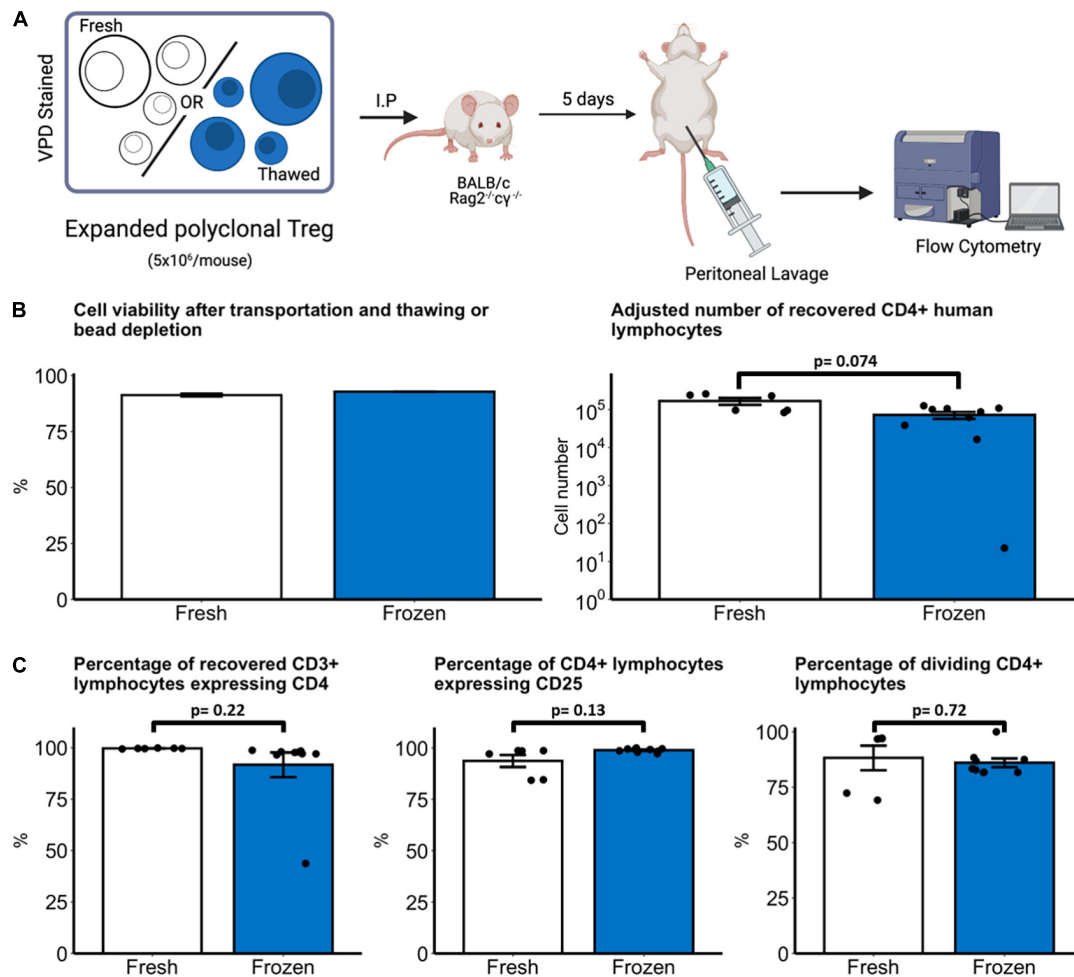 A
Fresh
VPD Stained
OR
Thawed
Expanded polyclonal Treg
(5x10⁶/mouse)
I.P
BALB/c
Rag2⁻/⁻cγ⁻/⁻
5 days
Peritoneal Lavage
Flow Cytometry
B
Cell viability after transportation and thawing or
bead depletion
100
75
50
25
0
%
Fresh
Frozen
Adjusted number of recovered CD4+ human
lymphocytes
p= 0.074
10⁵
10⁴
10³
10²
10¹
10⁰
Cell number
Fresh
Frozen
C
Percentage of recovered CD3+
lymphocytes expressing CD4
p= 0.22
100
75
50
25
0
%
Fresh
Frozen
Percentage of CD4+ lymphocytes
expressing CD25
p= 0.13
100
75
50
25
0
%
Fresh
Frozen
Percentage of dividing CD4+
lymphocytes
p= 0.72
100
75
50
25
0
%
Fresh
Frozen